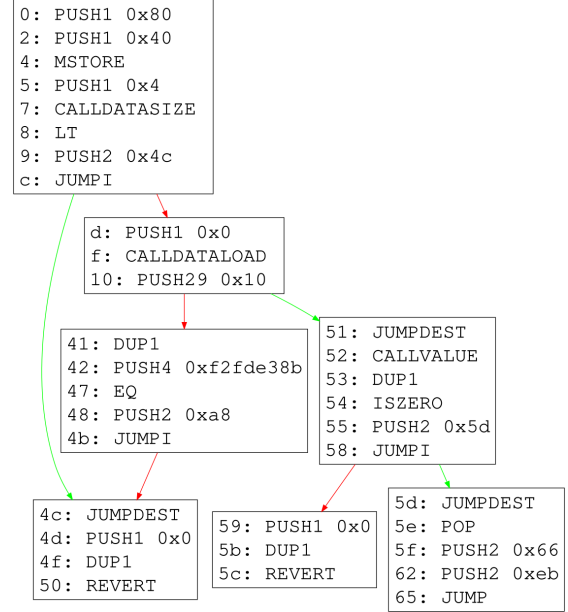 0: PUSH1 0x80
2: PUSH1 0x40
4: MSTORE
5: PUSH1 0x4
7: CALLDATASIZE
8: LT
9: PUSH2 0x4c
c: JUMPI
d: PUSH1 0x0
f: CALLDATALOAD
10: PUSH29 0x10
41: DUP1
42: PUSH4 0xf2fde38b
47: EQ
48: PUSH2 0xa8
4b: JUMPI
51: JUMPDEST
52: CALLVALUE
53: DUP1
54: ISZERO
55: PUSH2 0x5d
58: JUMPI
4c: JUMPDEST
4d: PUSH1 0x0
4f: DUP1
50: REVERT
59: PUSH1 0x0
5b: DUP1
5c: REVERT
5d: JUMPDEST
5e: POP
5f: PUSH2 0x66
62: PUSH2 0xeb
65: JUMP